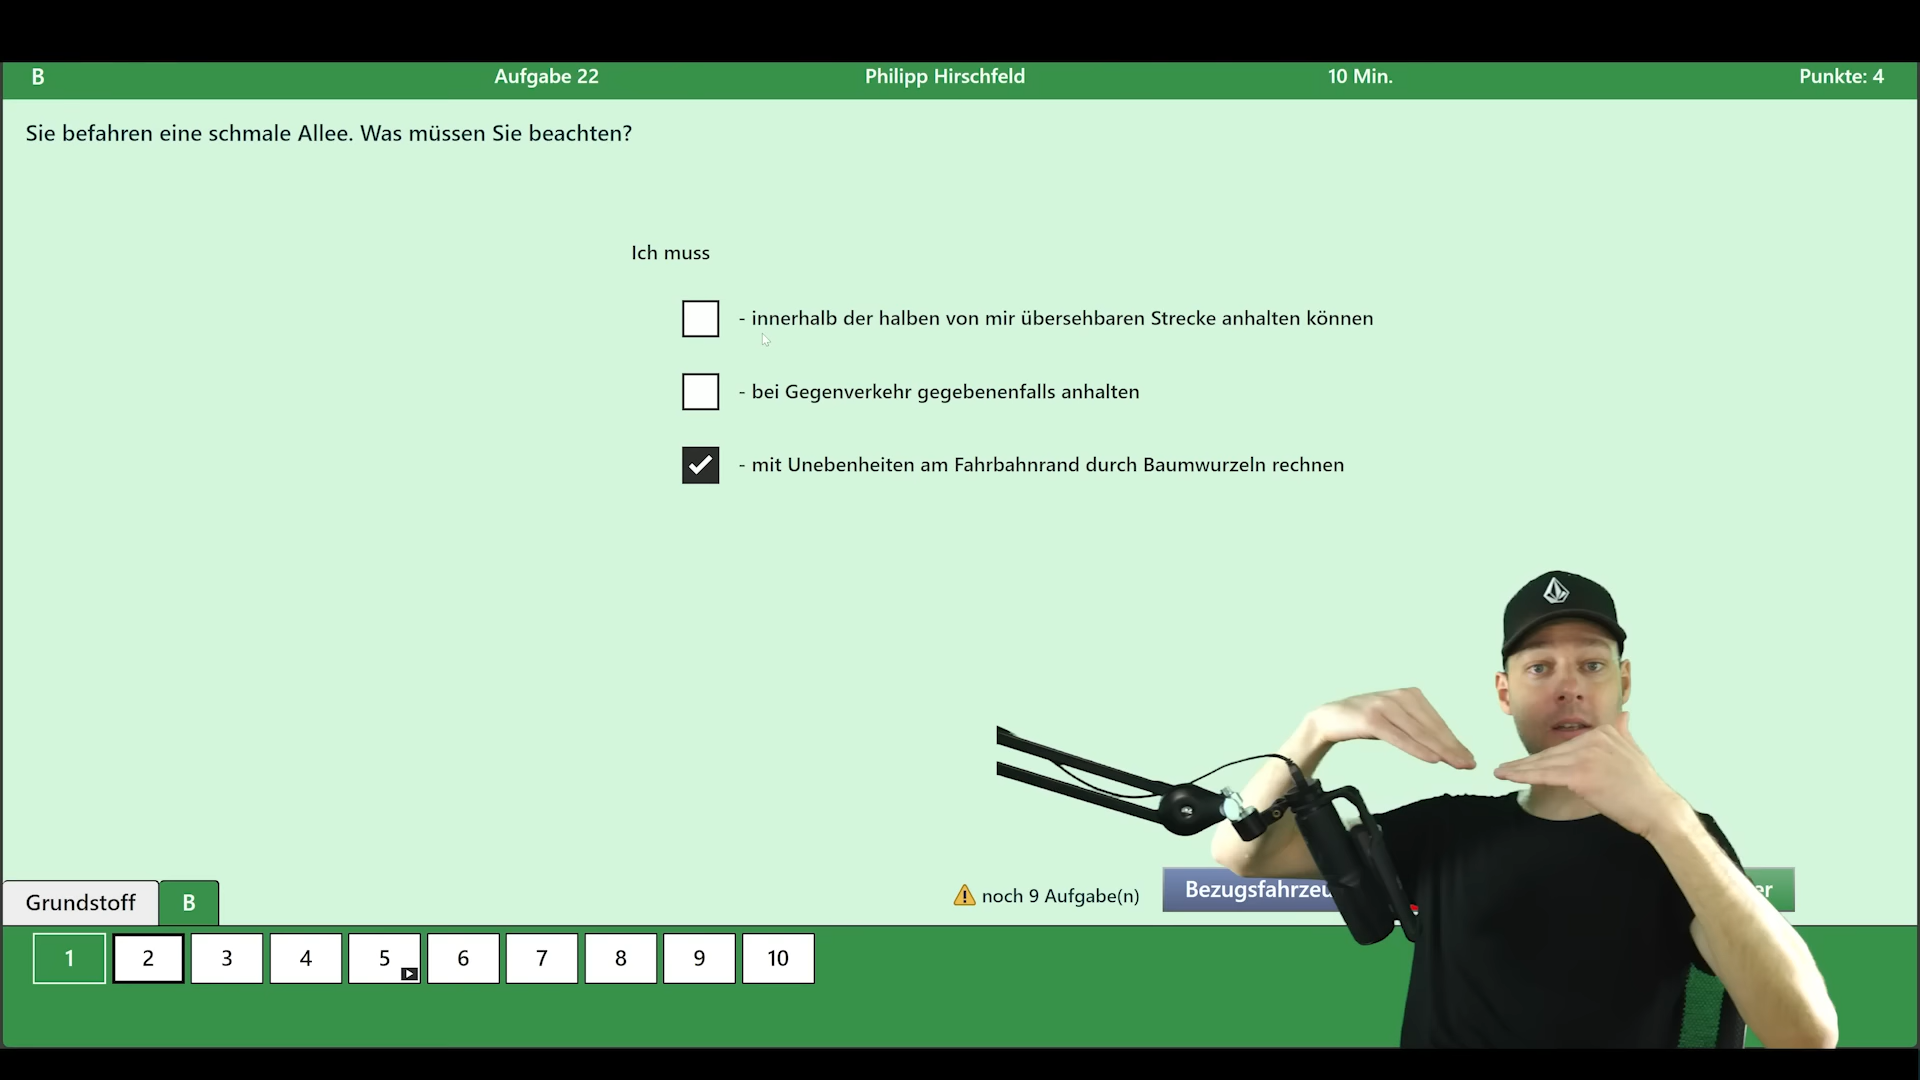 B
Aufgabe 22
Philipp Hirschfeld
10 Min.
Punkte: 4
Sie befahren eine schmale Allee. Was müssen Sie beachten?
Ich muss
- innerhalb der halben von mir übersehbaren Strecke anhalten können
- bei Gegenverkehr gegebenenfalls anhalten
- mit Unebenheiten am Fahrbahnrand durch Baumwurzeln rechnen
Grundstoff
B
noch 9 Aufgabe(n)
1
2
3
4
5
6
7
8
9
10